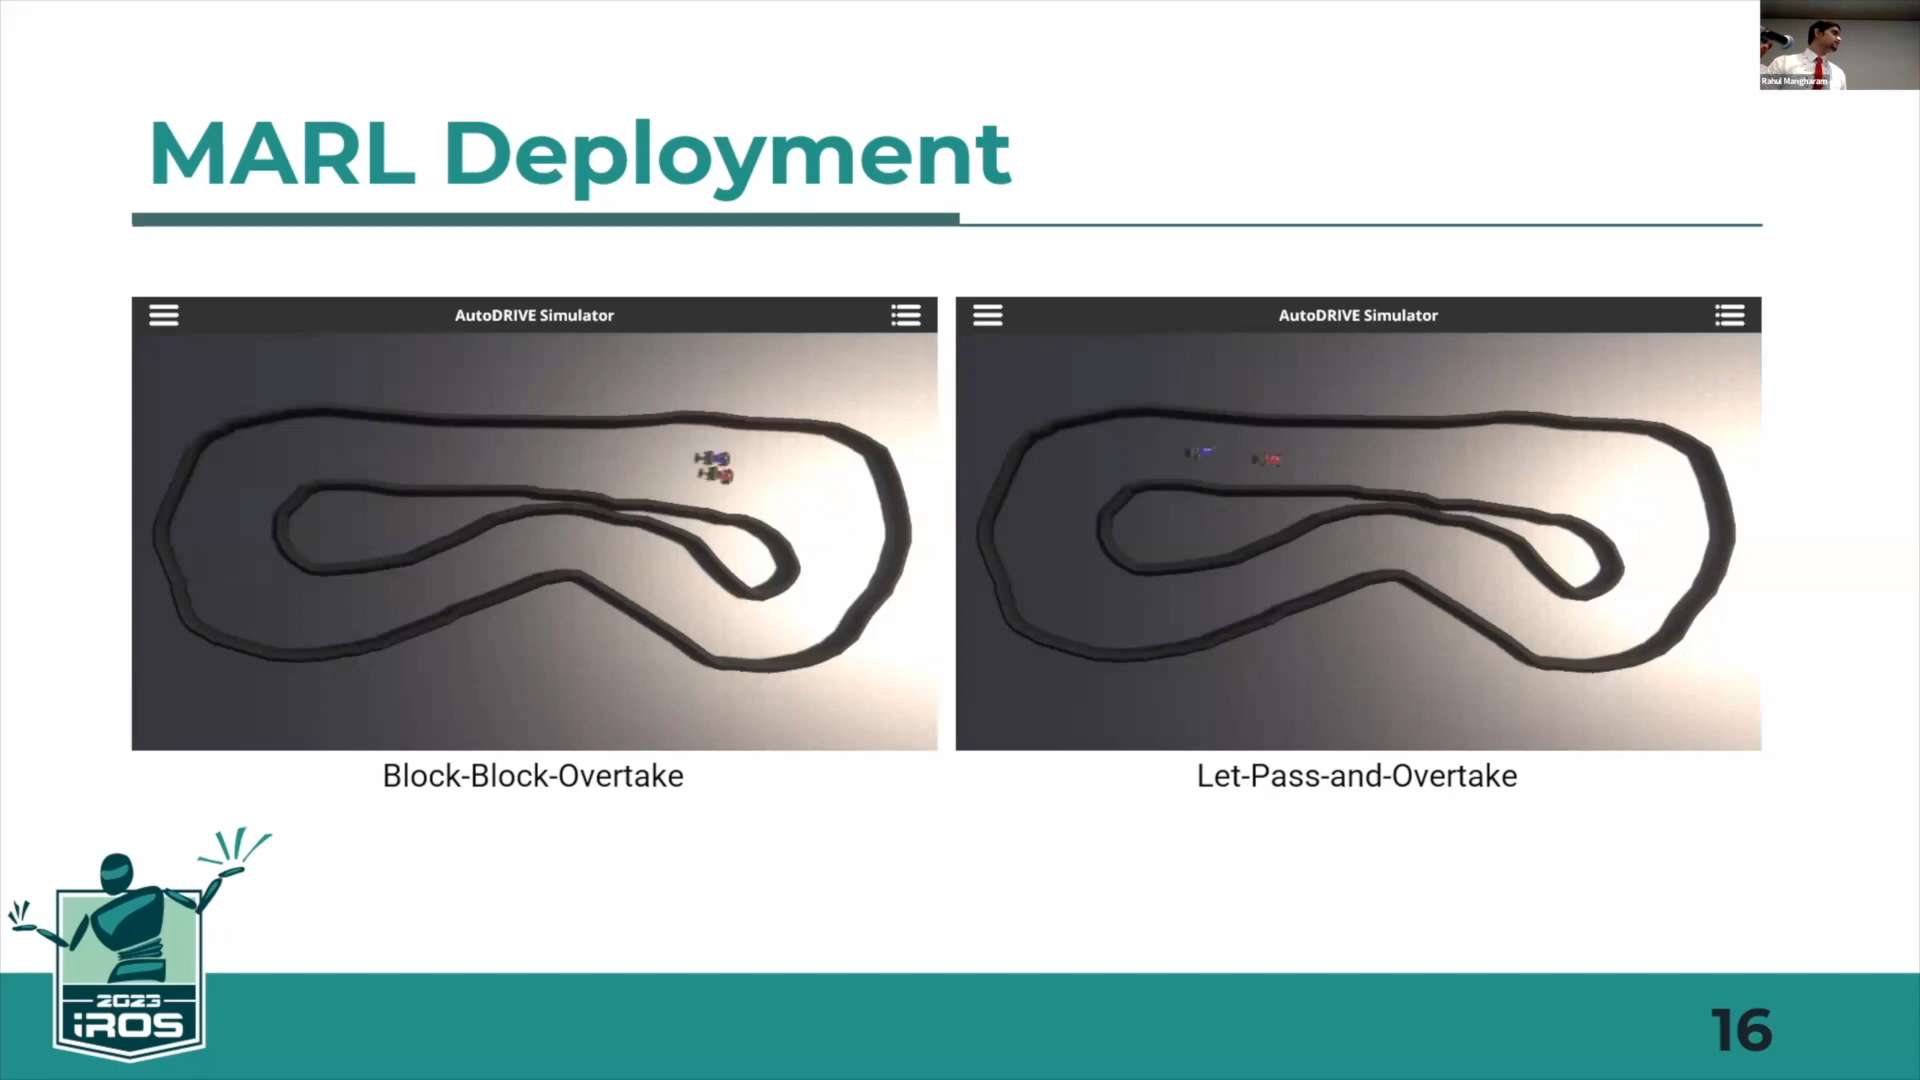 Rahul Mangharam
MARL Deployment
AutoDRIVE Simulator
AutoDRIVE Simulator
Block-Block-Overtake
Let-Pass-and-Overtake
2023
iROS
16